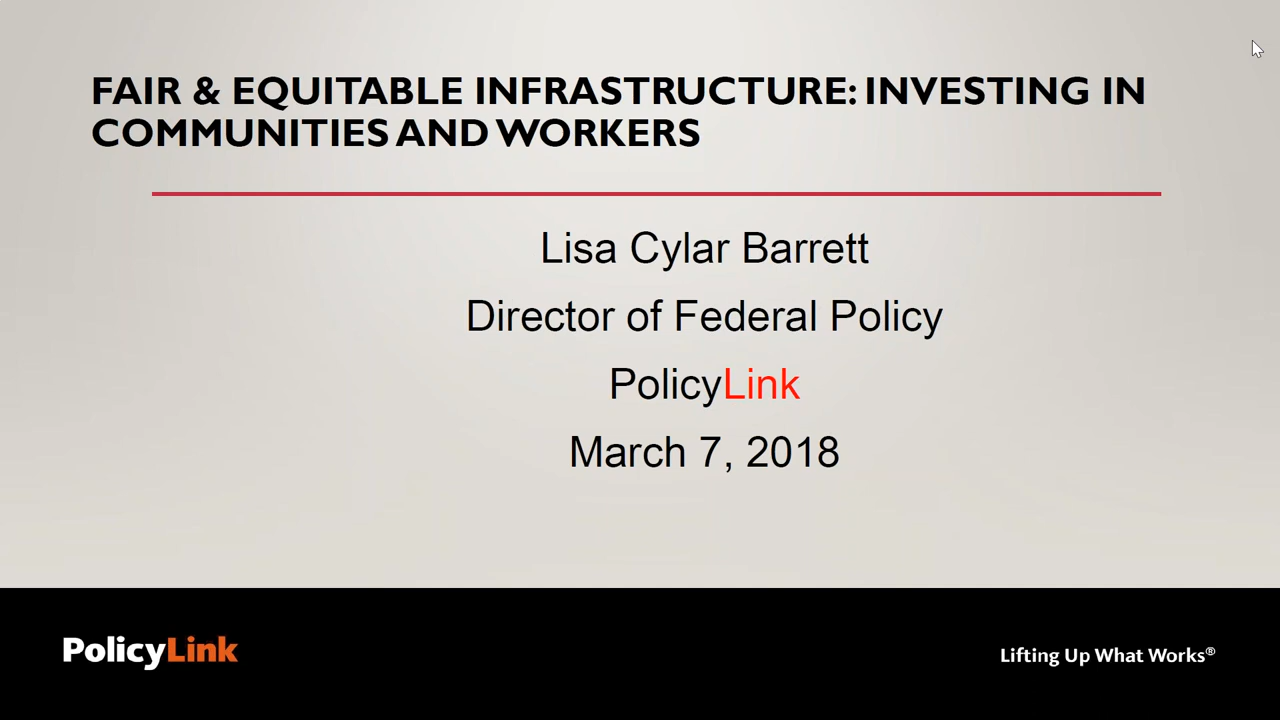 FAIR & EQUITABLE INFRASTRUCTURE: INVESTING IN
COMMUNITIES AND WORKERS
Lisa Cylar Barrett
Director of Federal Policy
PolicyLink
March 7, 2018
PolicyLink
Lifting Up What Works®